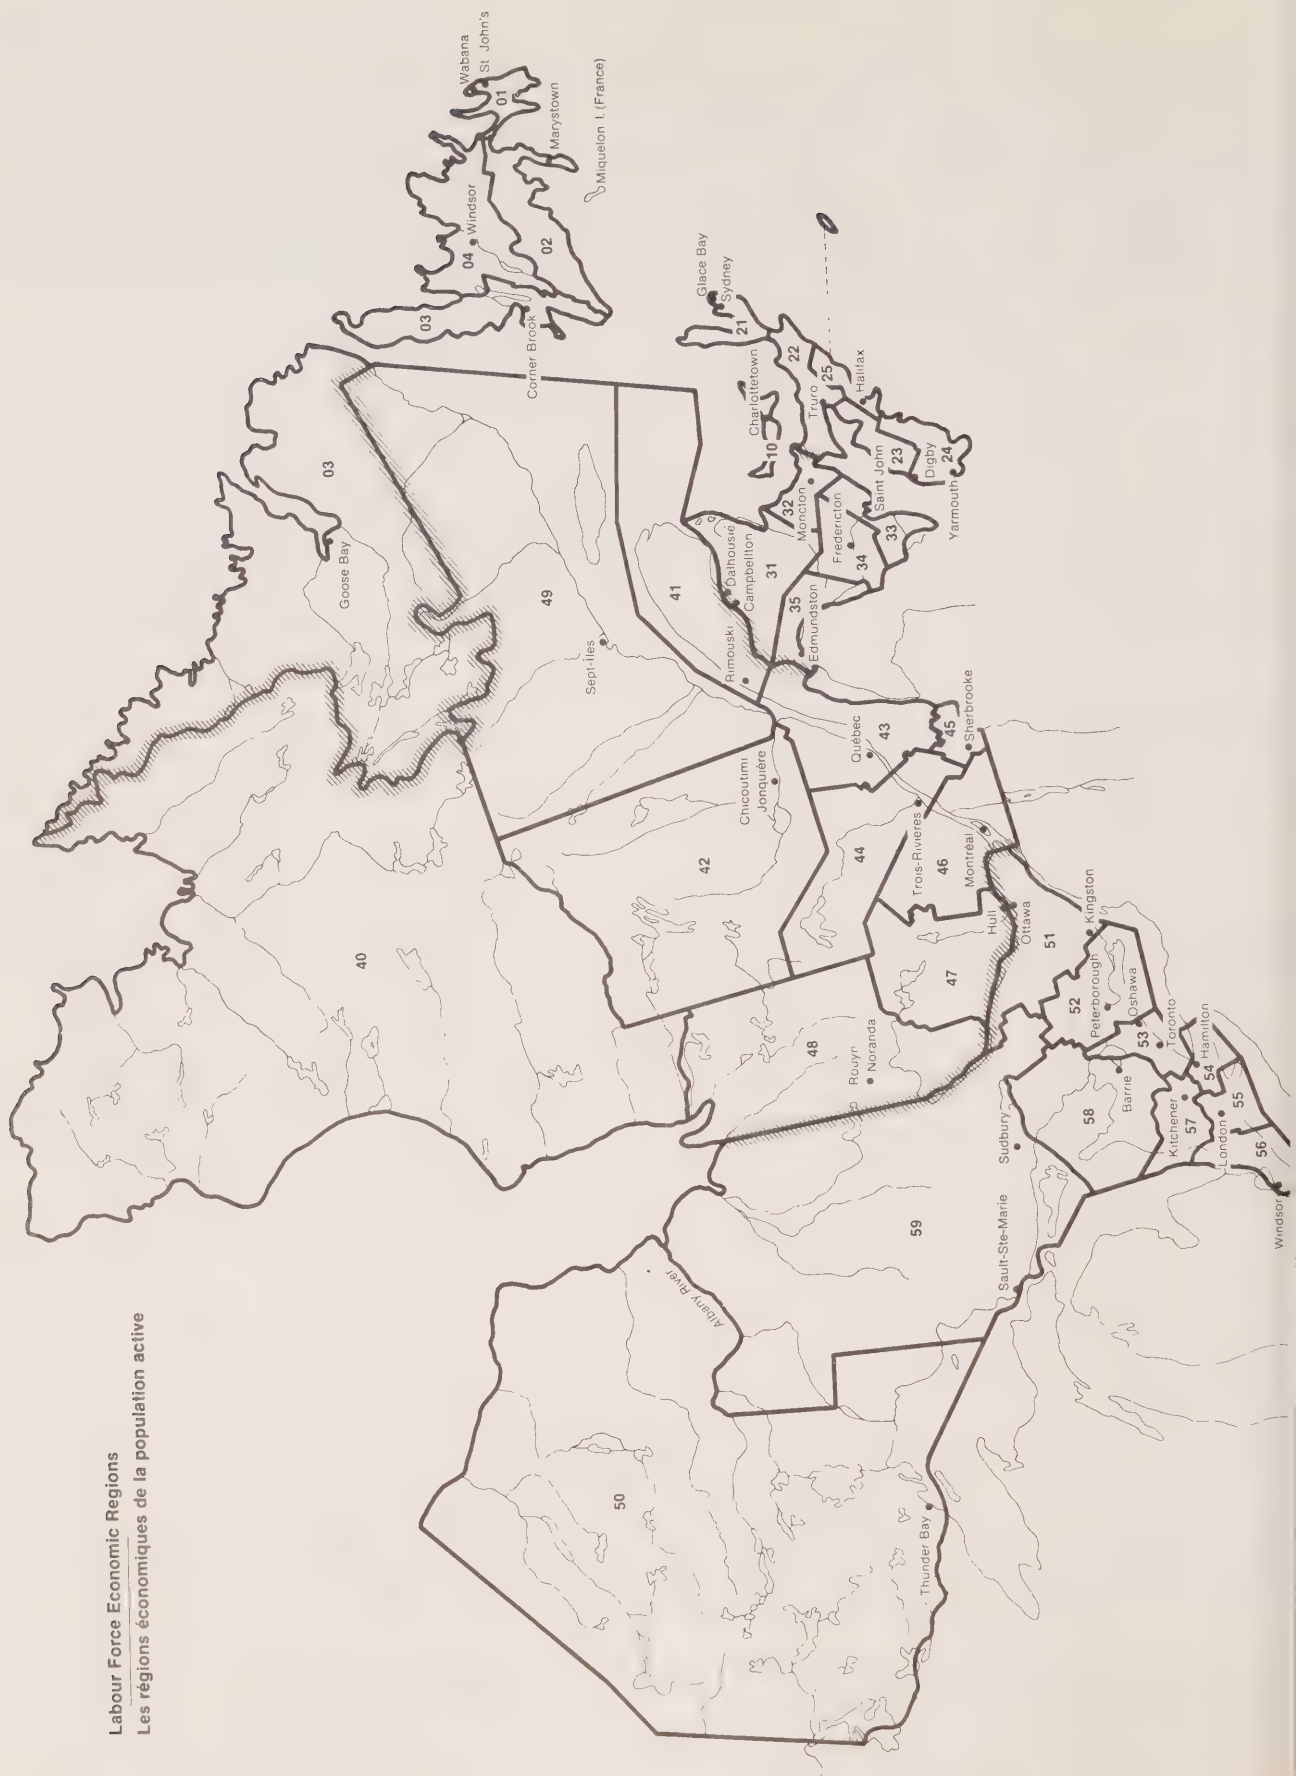 Labour Force Economic Regions
Les régions économiques de la population active
40
03
Goose Bay
49
Sept-Îles
41
42
Chicoutimi
Jonquière
44
48
Rouyn
Noranda
47
46
Trois-Rivières
Montréal
Hull
Québec
43
45
Sherbrooke
Rimouski
Dalhousie
Campbellton
31
35
Edmundston
32
Moncton
Fredericton
34
33
Saint John
10
Charlottetown
Glace Bay
Sydney
21
22
Truro
25
Halifax
23
Digby
24
Yarmouth
03
Corner Brook
04
Windsor
02
Wabana
St John's
01
Marystown
Miquelon I. (France)
50
Thunder Bay
Albany River
59
Sault-Ste-Marie
Sudbury
58
Barrie
Ottawa
51
Kingston
52
Peterborough
Oshawa
53
Toronto
54
Hamilton
Kitchener
57
London
55
56
Windsor